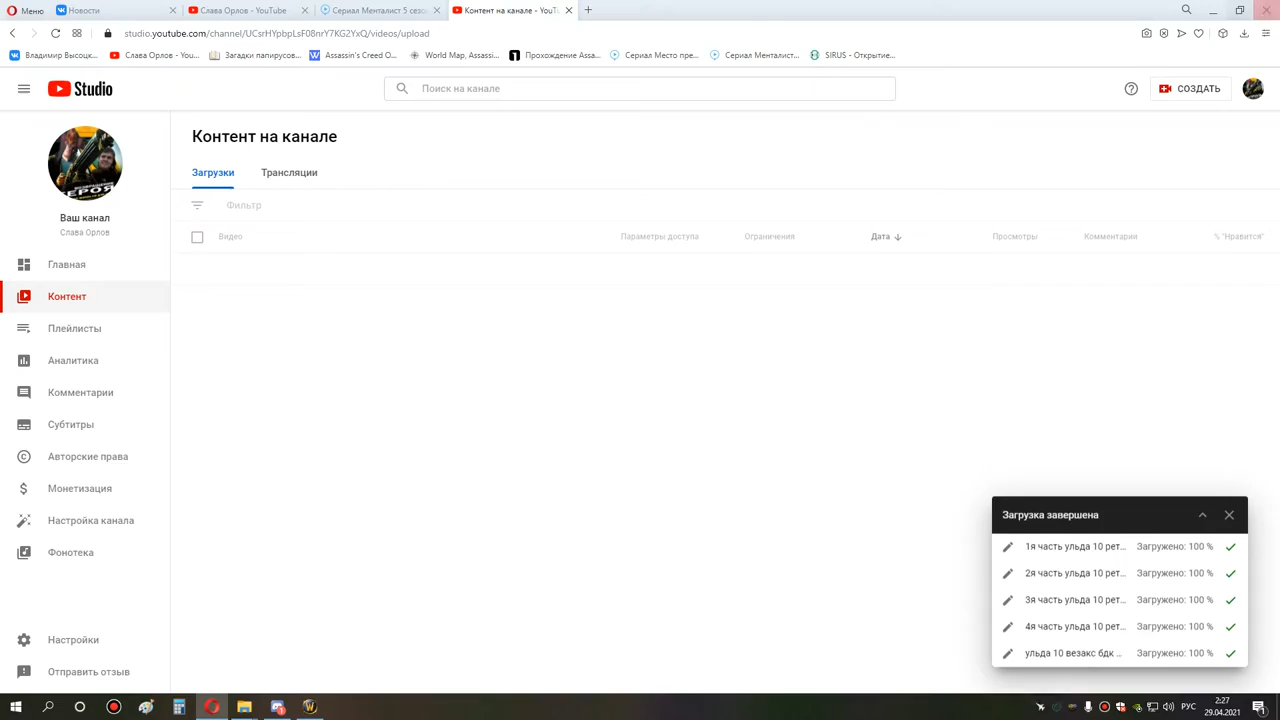 Меню
Новости
Слава Орлов - YouTube
Сериал Менталист 5 сезо
Контент на канале - YouTu
studio.youtube.com/channel/UCsrHYpbpLsF08nrY7KG2YxQ/videos/upload
Владимир Высоцк...
Слава Орлов - You...
Загадки папирусов...
Assassin's Creed O...
World Map, Assassi...
Прохождение Assa...
Сериал Место пре...
Сериал Менталист...
SIRUS - Открытие...
Studio
Поиск на канале
СОЗДАТЬ
ГЕРОЯ
Ваш канал
Слава Орлов
Главная
Контент
Плейлисты
Аналитика
Комментарии
Субтитры
Авторские права
Монетизация
Настройка канала
Фонотека
Настройки
Отправить отзыв
Контент на канале
Загрузки Трансляции
Фильтр
Видео Параметры доступа Ограничения Дата Просмотры Комментарии % "Нравится"
Загрузка завершена
1я часть ульда 10 рет... Загружено: 100 %
2я часть ульда 10 рет... Загружено: 100 %
3я часть ульда 10 рет... Загружено: 100 %
4я часть ульда 10 рет... Загружено: 100 %
ульда 10 везакс бдк ... Загружено: 100 %
РУС
2:27
29.04.2021